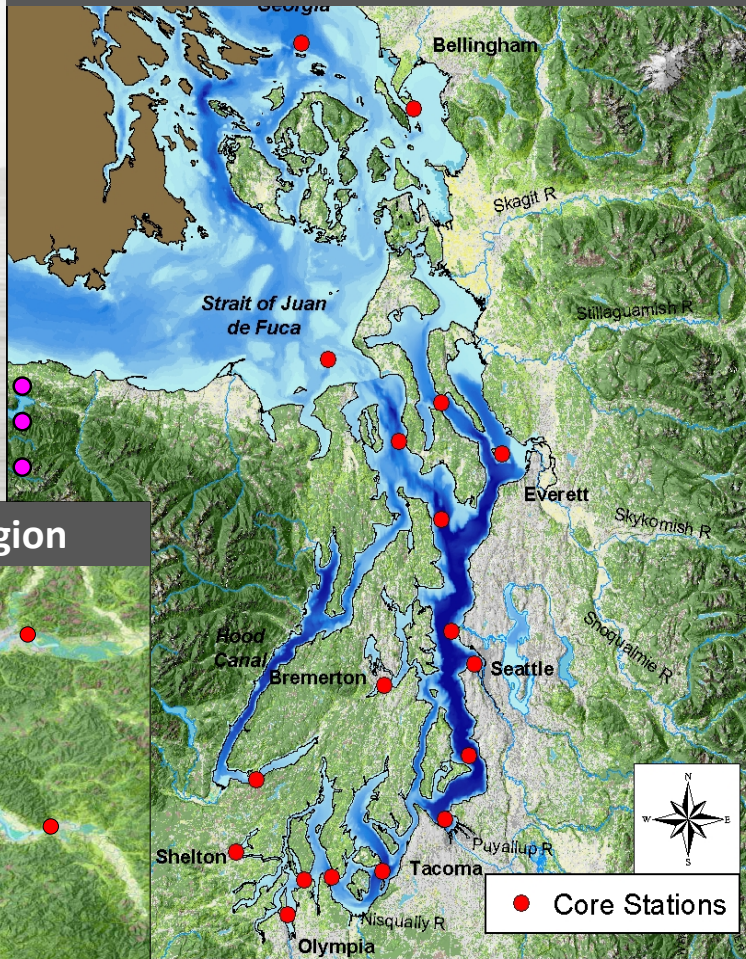 Georgia
Bellingham
Skagit R
Strait of Juan
de Fuca
Stillaguamish R
Everett
Skykomish R
gion
Hood
Canal
Snoqualmie R
Seattle
Bremerton
N
W E
S
Shelton
Puyallup R
Tacoma
Core Stations
Nisqually R
Olympia